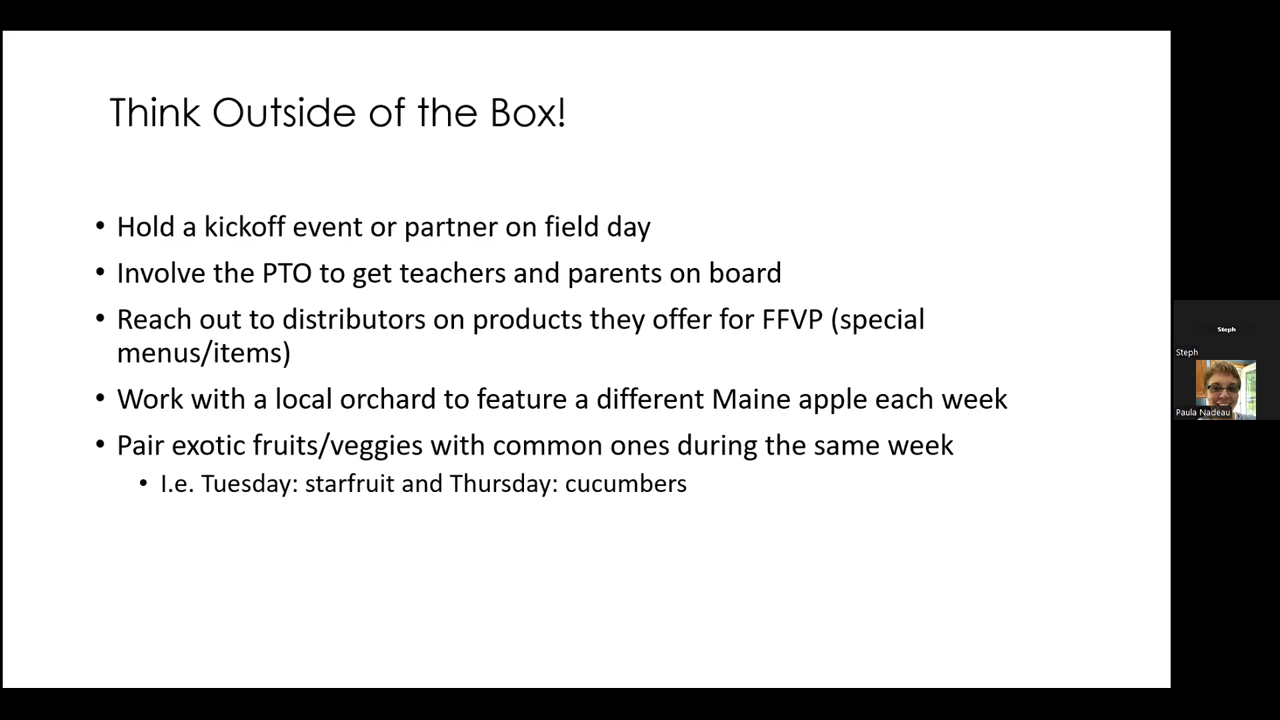 Think Outside of the Box!
• Hold a kickoff event or partner on field day
• Involve the PTO to get teachers and parents on board
• Reach out to distributors on products they offer for FFVP (special
menus/items)
• Work with a local orchard to feature a different Maine apple each week
• Pair exotic fruits/veggies with common ones during the same week
• I.e. Tuesday: starfruit and Thursday: cucumbers
Steph
Steph
Paula Nadeau